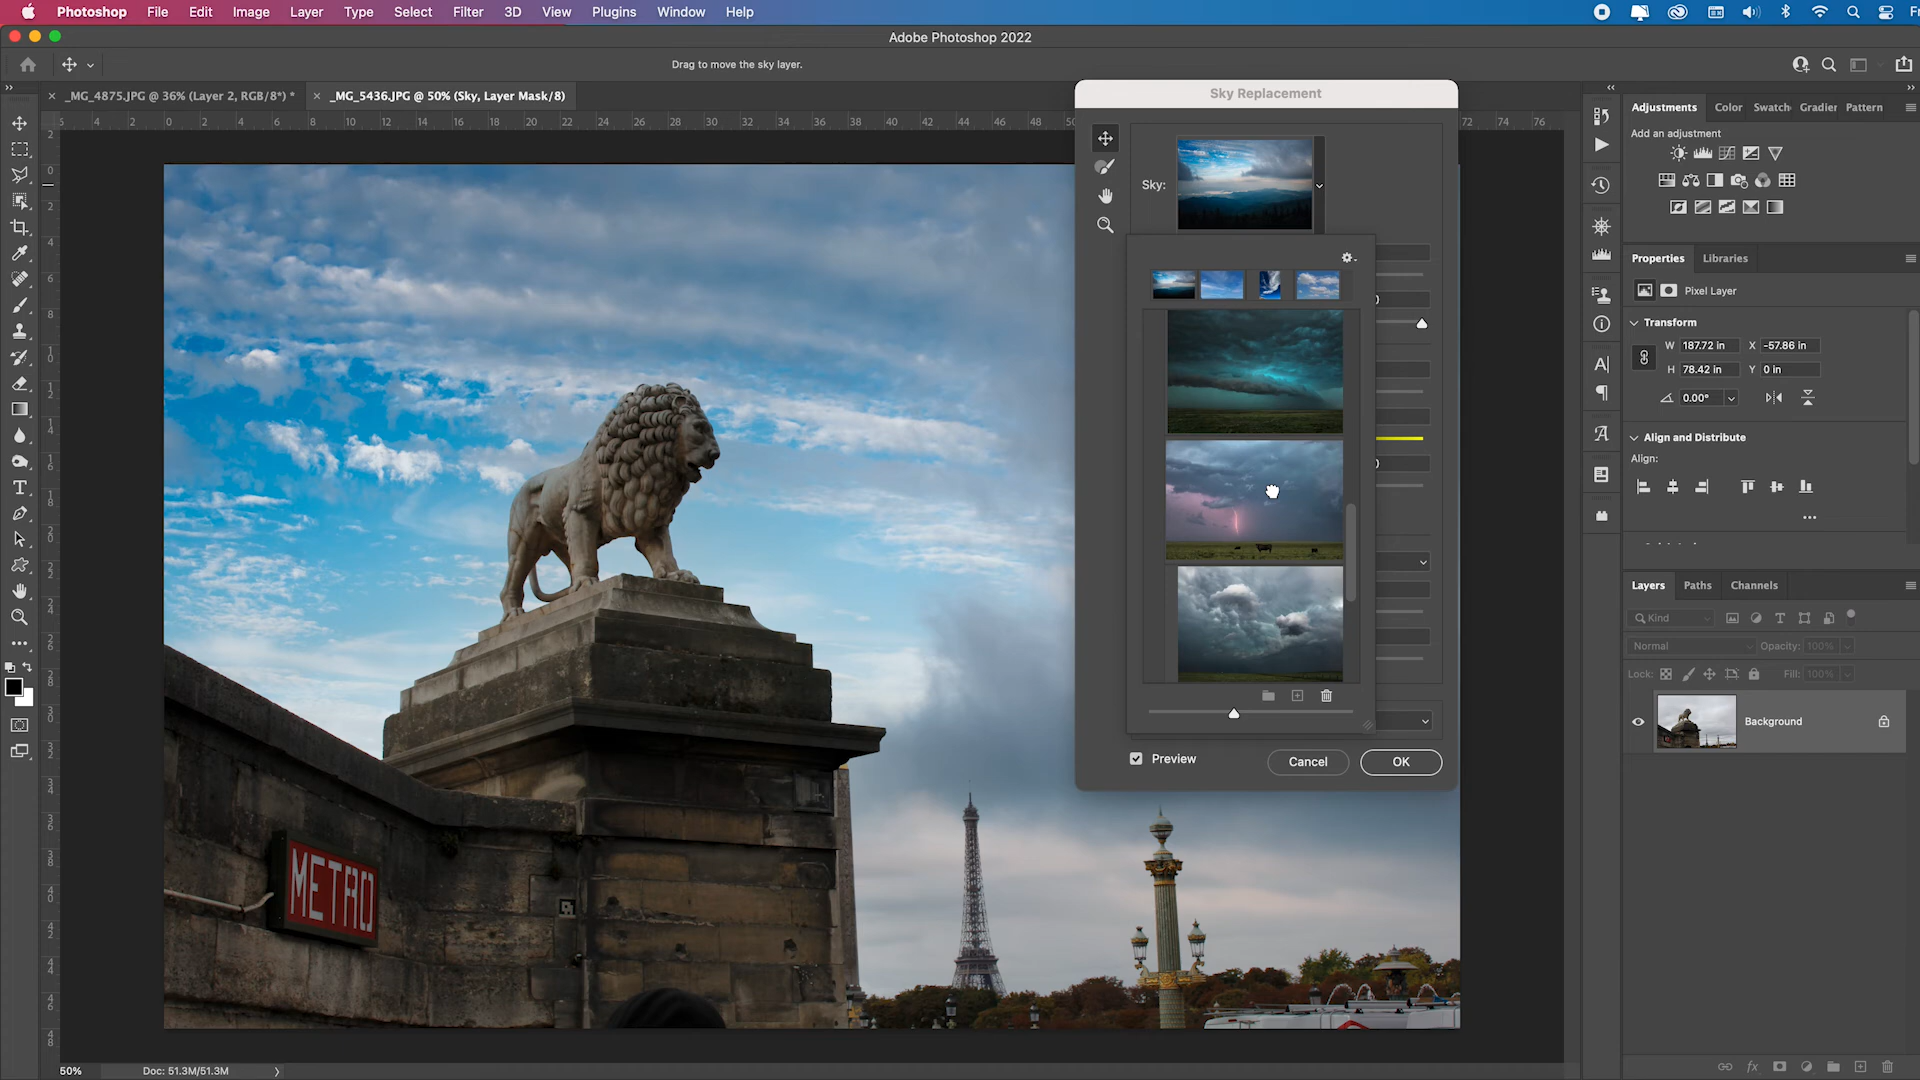 Photoshop File Edit Image Layer Type Select Filter 3D View Plugins Window Help
Adobe Photoshop 2022
Drag to move the sky layer.
_MG_4875.JPG @ 36% (Layer 2, RGB/8*) *
_MG_5436.JPG @ 50% (Sky, Layer Mask/8)
Sky Replacement
Sky:
Preview
Cancel
OK
METRO
Adjustments Color Swatch Gradier Pattern
Add an adjustment
Properties Libraries
Pixel Layer
Transform
W 187.72 in X -57.86 in
H 78.42 in Y 0 in
0.00°
Align and Distribute
Align:
Layers Paths Channels
Kind
Normal Opacity: 100%
Lock: Fill: 100%
Background
50% Doc: 51.3M/51.3M